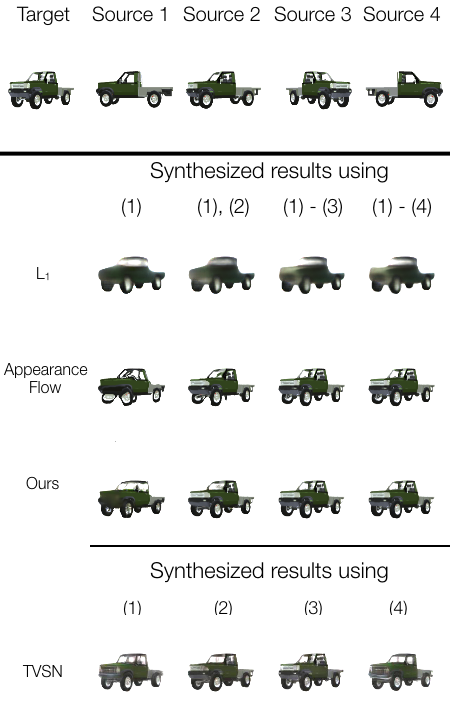 Target Source 1 Source 2 Source 3 Source 4
Synthesized results using
(1) (1), (2) (1) - (3) (1) - (4)
L1
Appearance
Flow
Ours
Synthesized results using
(1) (2) (3) (4)
TVSN